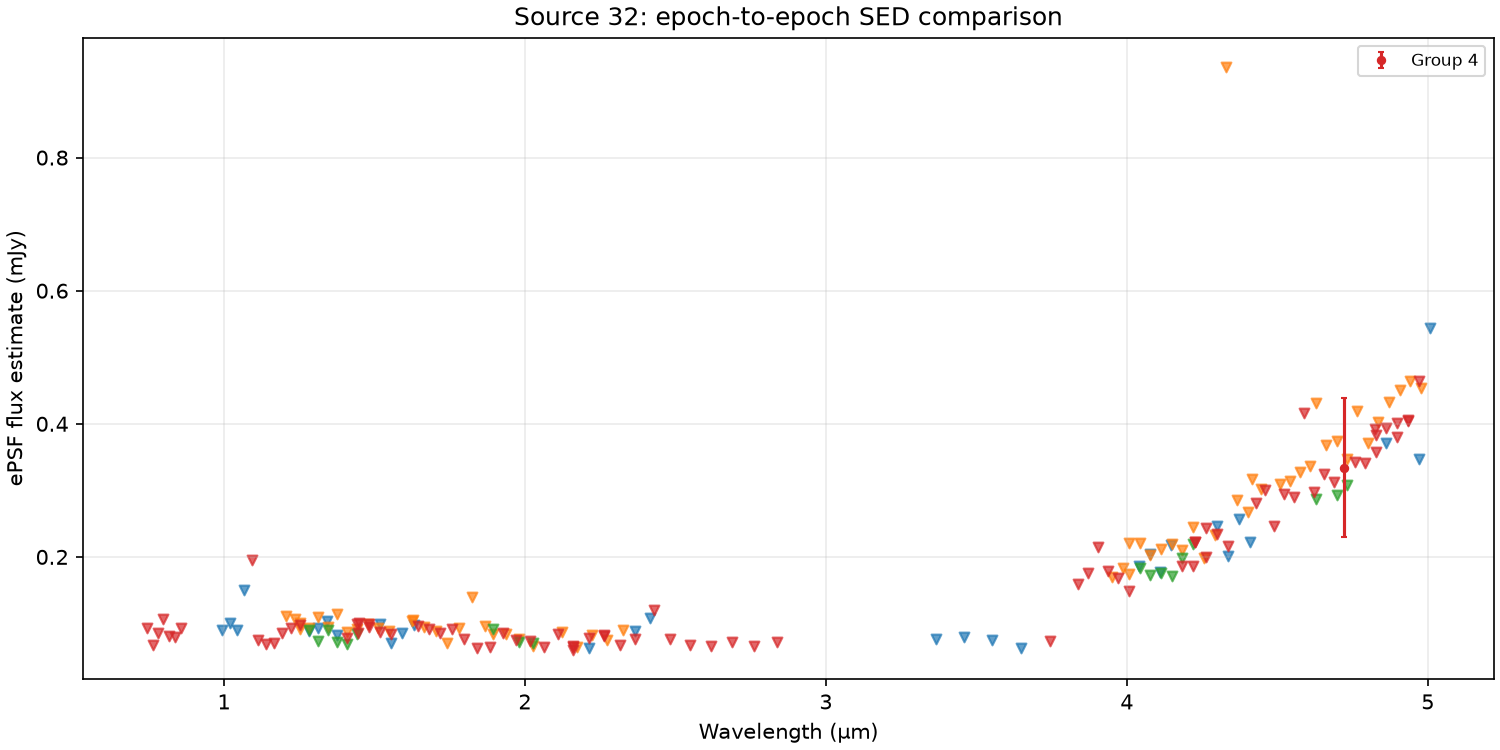 Source 32: epoch-to-epoch SED comparison
Group 4
ePSF flux estimate (mJy)
0.8
0.6
0.4
0.2
1 2 3 4 5
Wavelength (μm)